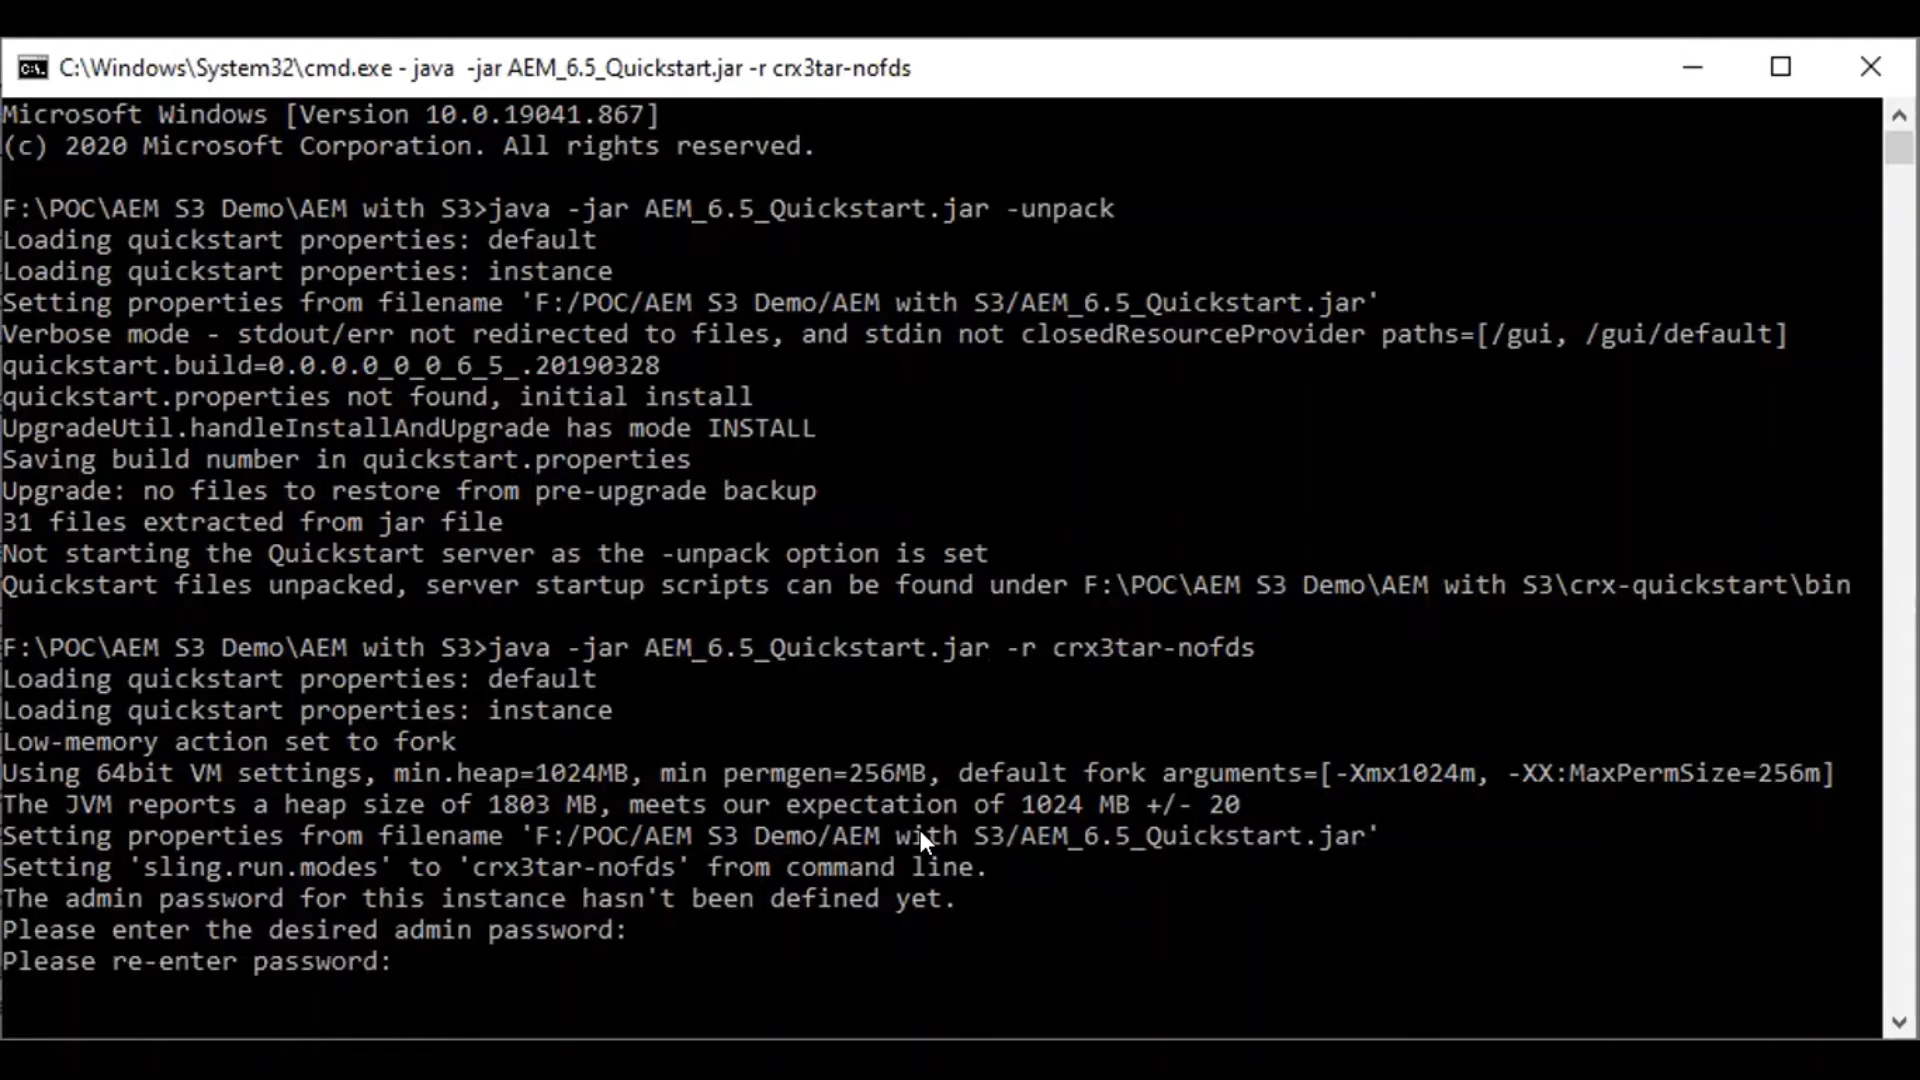 C:\Windows\System32\cmd.exe - java  -jar AEM_6.5_Quickstart.jar -r crx3tar-nofds
Microsoft Windows [Version 10.0.19041.867]
(c) 2020 Microsoft Corporation. All rights reserved.
F:\POC\AEM S3 Demo\AEM with S3>java -jar AEM_6.5_Quickstart.jar -unpack
Loading quickstart properties: default
Loading quickstart properties: instance
Setting properties from filename 'F:/POC/AEM S3 Demo/AEM with S3/AEM_6.5_Quickstart.jar'
Verbose mode - stdout/err not redirected to files, and stdin not closedResourceProvider paths=[/gui, /gui/default]
quickstart.build=0.0.0.0_0_0_6_5_.20190328
quickstart.properties not found, initial install
UpgradeUtil.handleInstallAndUpgrade has mode INSTALL
Saving build number in quickstart.properties
Upgrade: no files to restore from pre-upgrade backup
31 files extracted from jar file
Not starting the Quickstart server as the -unpack option is set
Quickstart files unpacked, server startup scripts can be found under F:\POC\AEM S3 Demo\AEM with S3\crx-quickstart\bin
F:\POC\AEM S3 Demo\AEM with S3>java -jar AEM_6.5_Quickstart.jar -r crx3tar-nofds
Loading quickstart properties: default
Loading quickstart properties: instance
Low-memory action set to fork
Using 64bit VM settings, min.heap=1024MB, min permgen=256MB, default fork arguments=[-Xmx1024m, -XX:MaxPermSize=256m]
The JVM reports a heap size of 1803 MB, meets our expectation of 1024 MB +/- 20
Setting properties from filename 'F:/POC/AEM S3 Demo/AEM with S3/AEM_6.5_Quickstart.jar'
Setting 'sling.run.modes' to 'crx3tar-nofds' from command line.
The admin password for this instance hasn't been defined yet.
Please enter the desired admin password:
Please re-enter password: